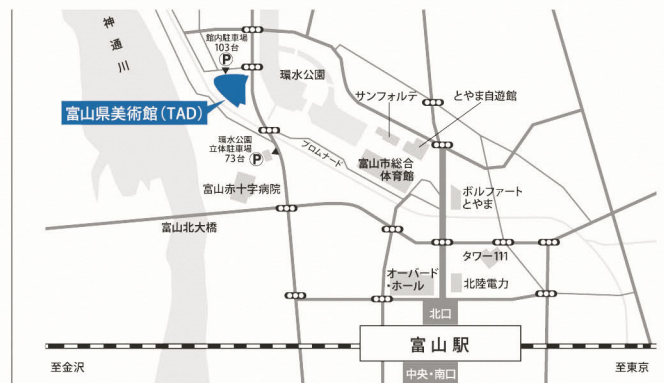 神通川
館内駐車場
103台
P
環水公園
富山県美術館(TAD)
サンフォルテ
とやま自遊館
環水公園
立体駐車場
73台
P
プロムナード
富山市総合
体育館
富山赤十字病院
ボルファート
とやま
富山北大橋
タワー111
オーバード
・ホール
北陸電力
北口
富山駅
至金沢
中央・南口
至東京